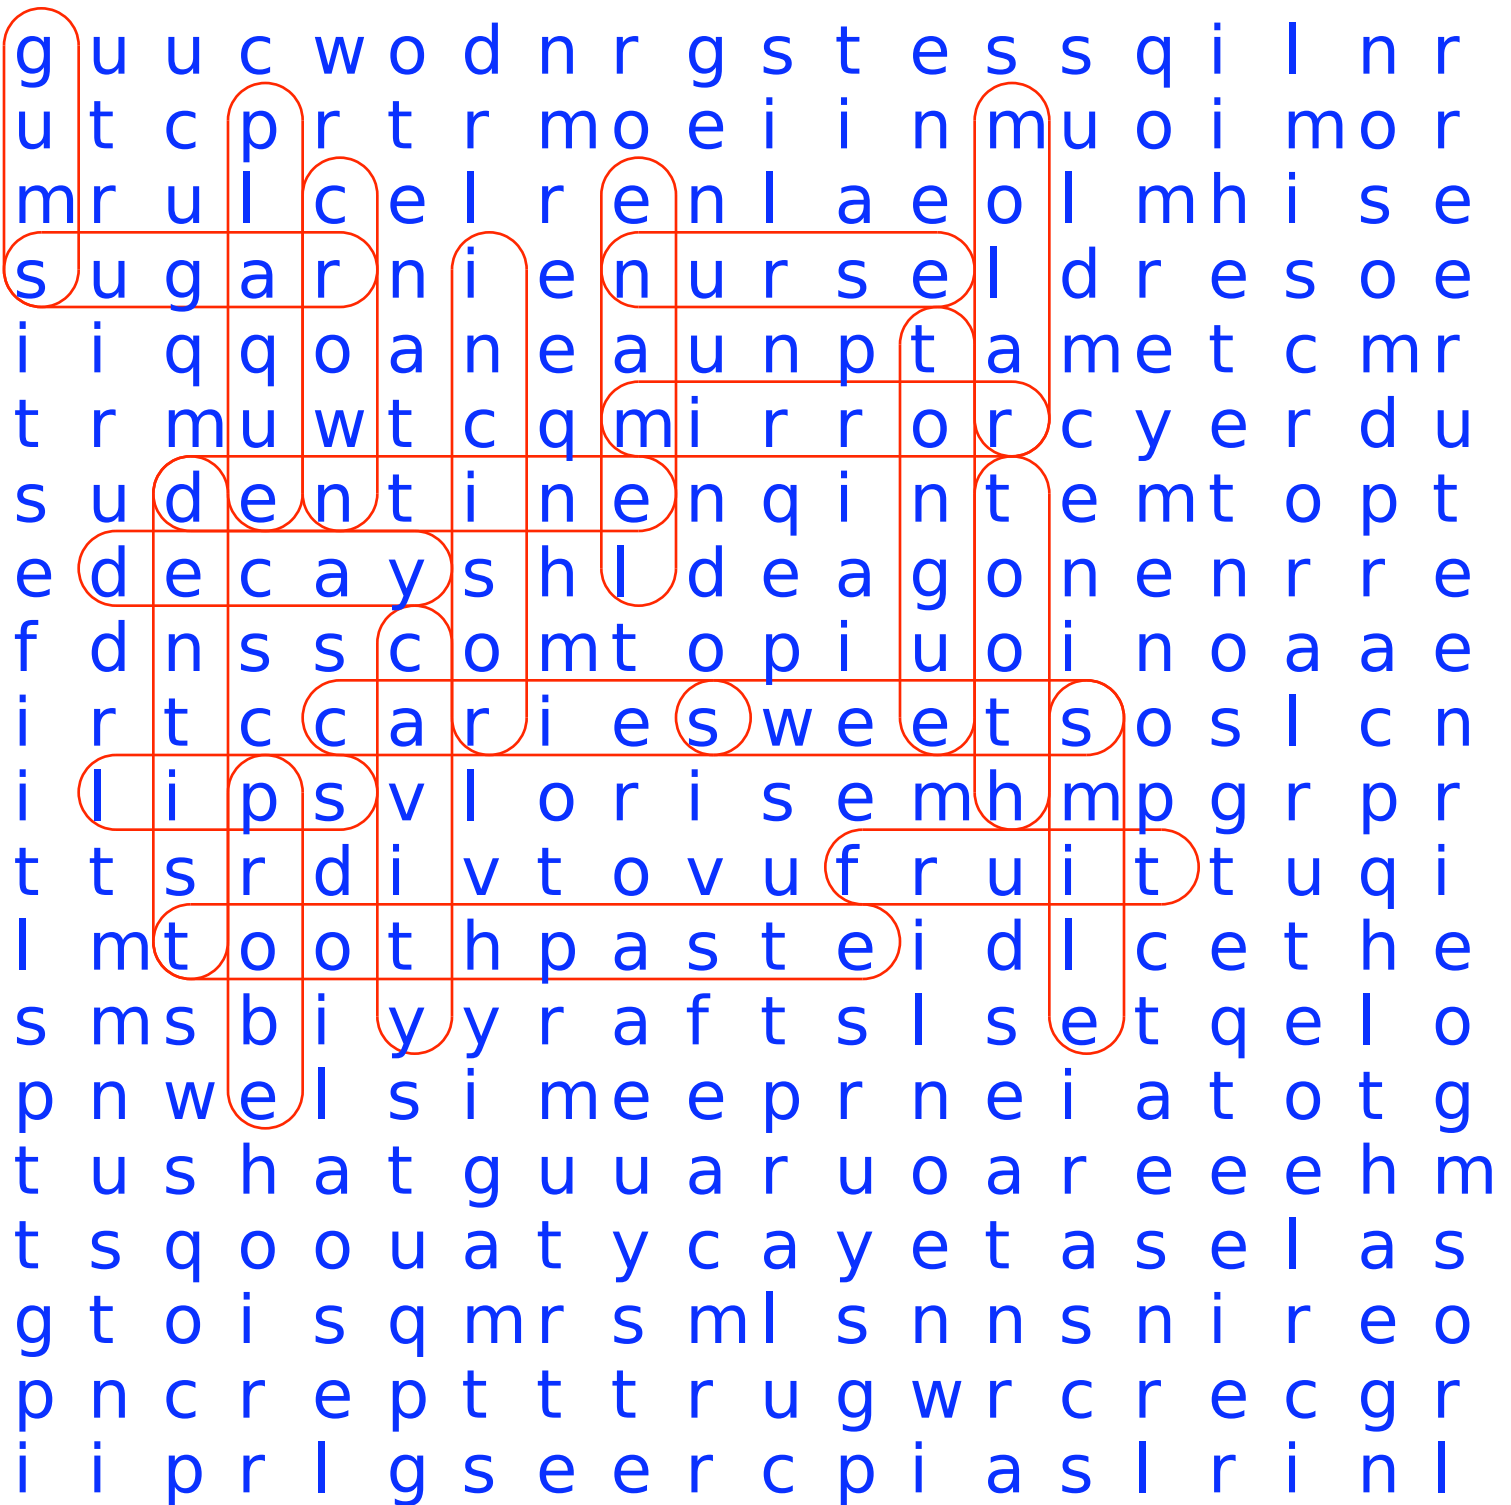 g u u c w o d n r g s t e s s q i l n r
u t c p r t r m o e i i n m u o i m o r
m r u l c e l r e n l a e o l m h i s e
s u g a r n i e n u r s e l d r e s o e
i i q q o a n e a u n p t a m e t c m r
t r m u w t c q m i r r o r c y e r d u
s u d e n t i n e n q i n t e m t o p t
e d e c a y s h l d e a g o n e n r r e
f d n s s c o m t o p i u o i n o a a e
i r t c c a r i e s w e e t s o s l c n
i l i p s v l o r i s e m h m p g r p r
t t s r d i v t o v u f r u i t t u q i
l m t o o t h p a s t e i d l c e t h e
s m s b i y y r a f t s l s e t q e l o
p n w e l s i m e e p r n e i a t o t g
t u s h a t g u u a r u o a r e e e h m
t s q o o u a t y c a y e t a s e l a s
g t o i s q m r s m l s n n s n i r e o
p n c r e p t t t r u g w r c r e c g r
i i p r l g s e e r c p i a s l r i n l